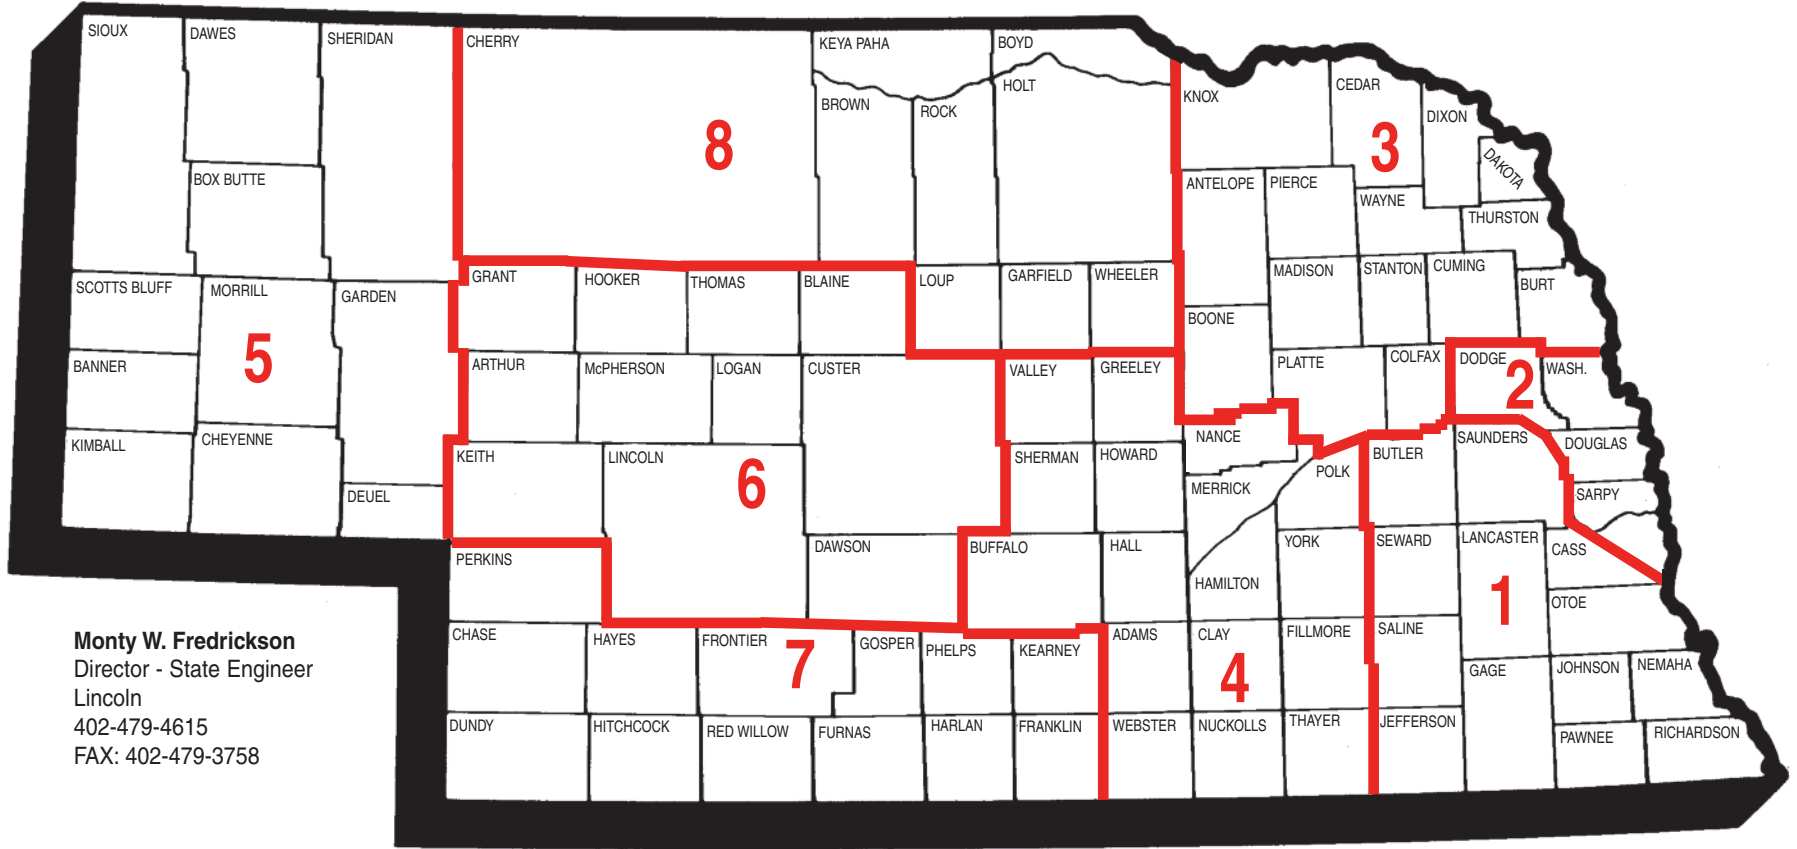 SIOUX
DAWES
SHERIDAN
CHERRY
KEYA PAHA
BOYD
HOLT
BROWN
ROCK
8
KNOX
CEDAR
DIXON
3
DAKOTA
ANTELOPE
PIERCE
WAYNE
THURSTON
BOX BUTTE
SCOTTS BLUFF
MORRILL
GARDEN
GRANT
HOOKER
THOMAS
BLAINE
LOUP
GARFIELD
WHEELER
MADISON
STANTON
CUMING
BURT
BOONE
5
BANNER
ARTHUR
McPHERSON
LOGAN
CUSTER
VALLEY
GREELEY
PLATTE
COLFAX
DODGE
2
WASH.
KIMBALL
CHEYENNE
KEITH
LINCOLN
6
SHERMAN
HOWARD
NANCE
POLK
BUTLER
SAUNDERS
DOUGLAS
DEUEL
MERRICK
SARPY
PERKINS
DAWSON
BUFFALO
HALL
HAMILTON
YORK
SEWARD
LANCASTER
CASS
1
OTOE
CHASE
HAYES
FRONTIER
7
GOSPER
PHELPS
KEARNEY
ADAMS
CLAY
4
FILLMORE
SALINE
GAGE
JOHNSON
NEMAHA
DUNDY
HITCHCOCK
RED WILLOW
FURNAS
HARLAN
FRANKLIN
WEBSTER
NUCKOLLS
THAYER
JEFFERSON
PAWNEE
RICHARDSON
Monty W. Fredrickson
Director - State Engineer
Lincoln
402-479-4615
FAX: 402-479-3758